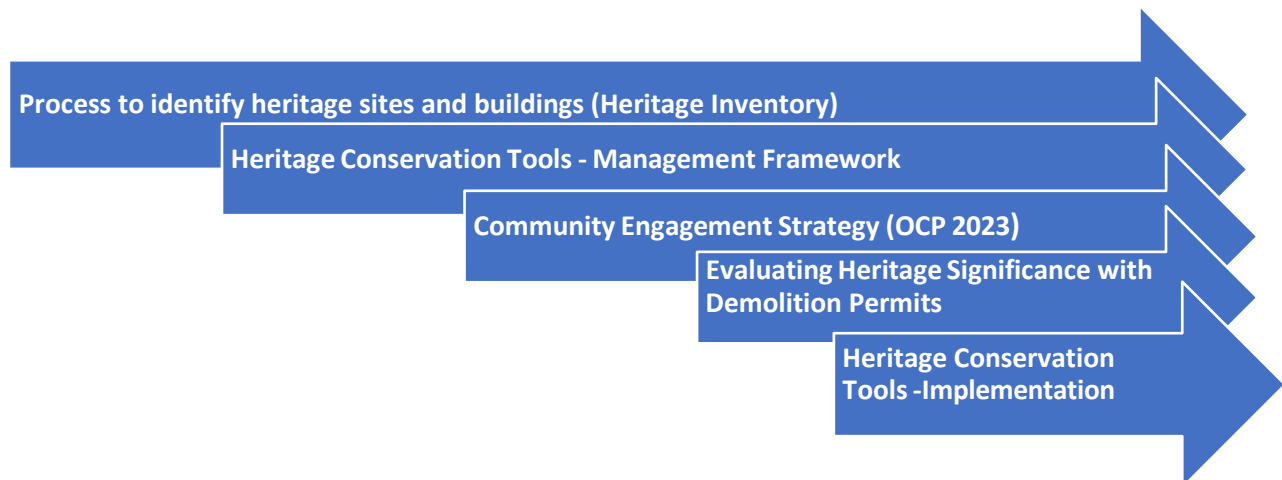 Process to identify heritage sites and buildings (Heritage Inventory)
Heritage Conservation Tools - Management Framework
Community Engagement Strategy (OCP 2023)
Evaluating Heritage Significance with
Demolition Permits
Heritage Conservation
Tools -Implementation